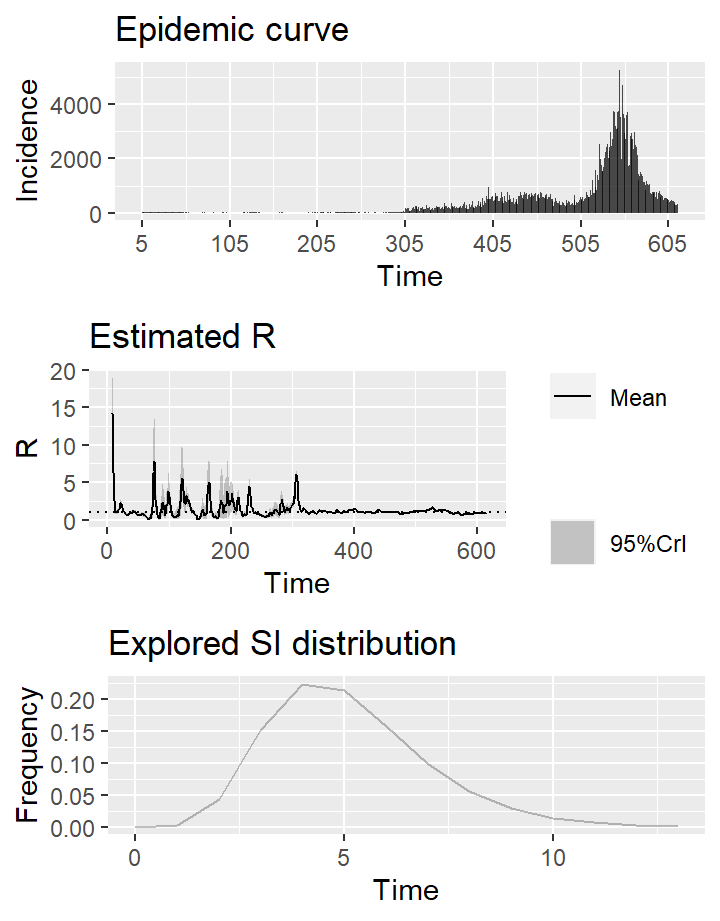 Epidemic curve
Incidence
4000
2000
0
5 105 205 305 405 505 605
Time
Estimated R
R
20
15
10
5
0
0 200 400 600
Time
Mean
95%CrI
Explored SI distribution
Frequency
0.20
0.15
0.10
0.05
0.00
0 5 10
Time